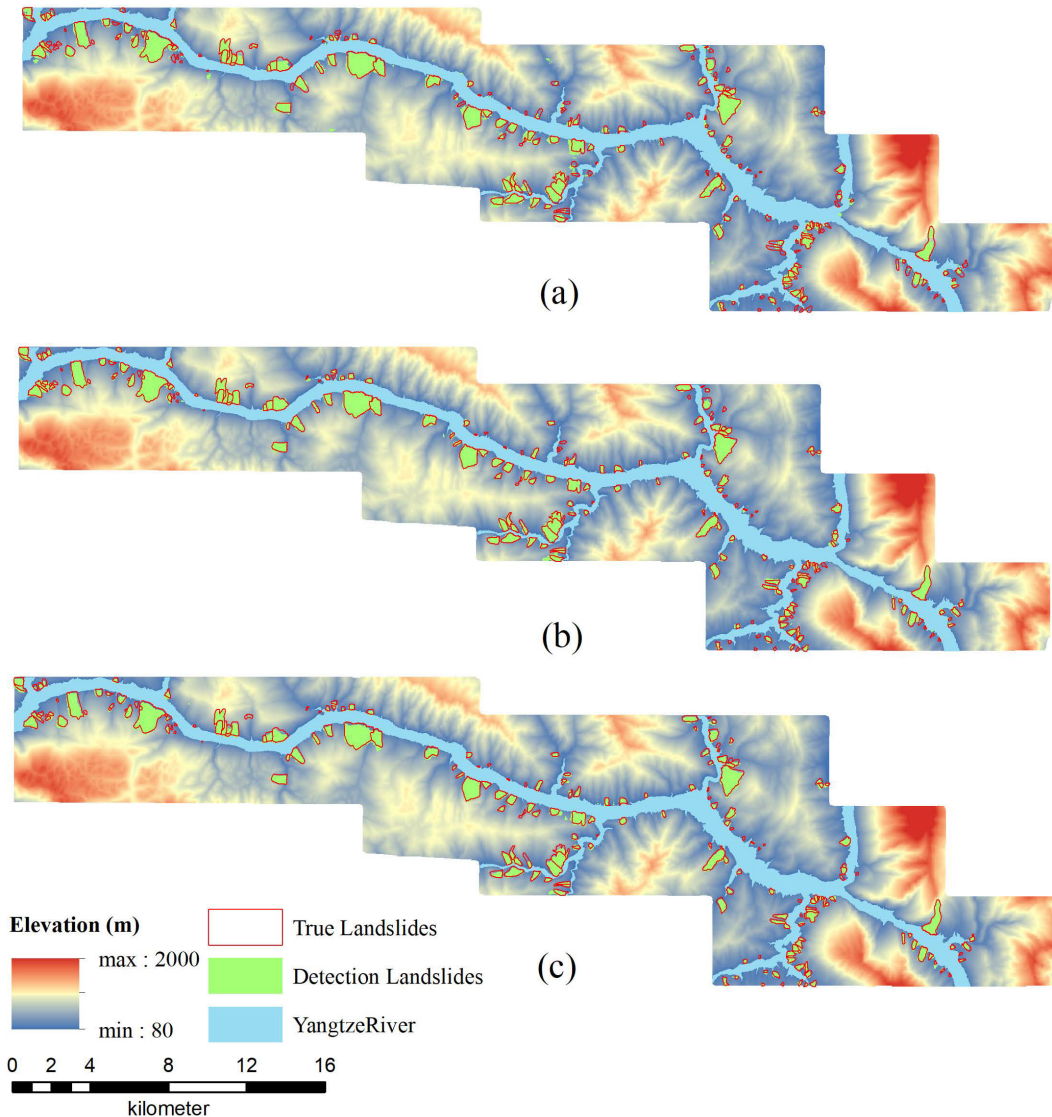 (a)
(b)
(c)
Elevation (m)
max : 2000
min : 80
True Landslides
Detection Landslides
YangtzeRiver
0 2 4 8 12 16
kilometer